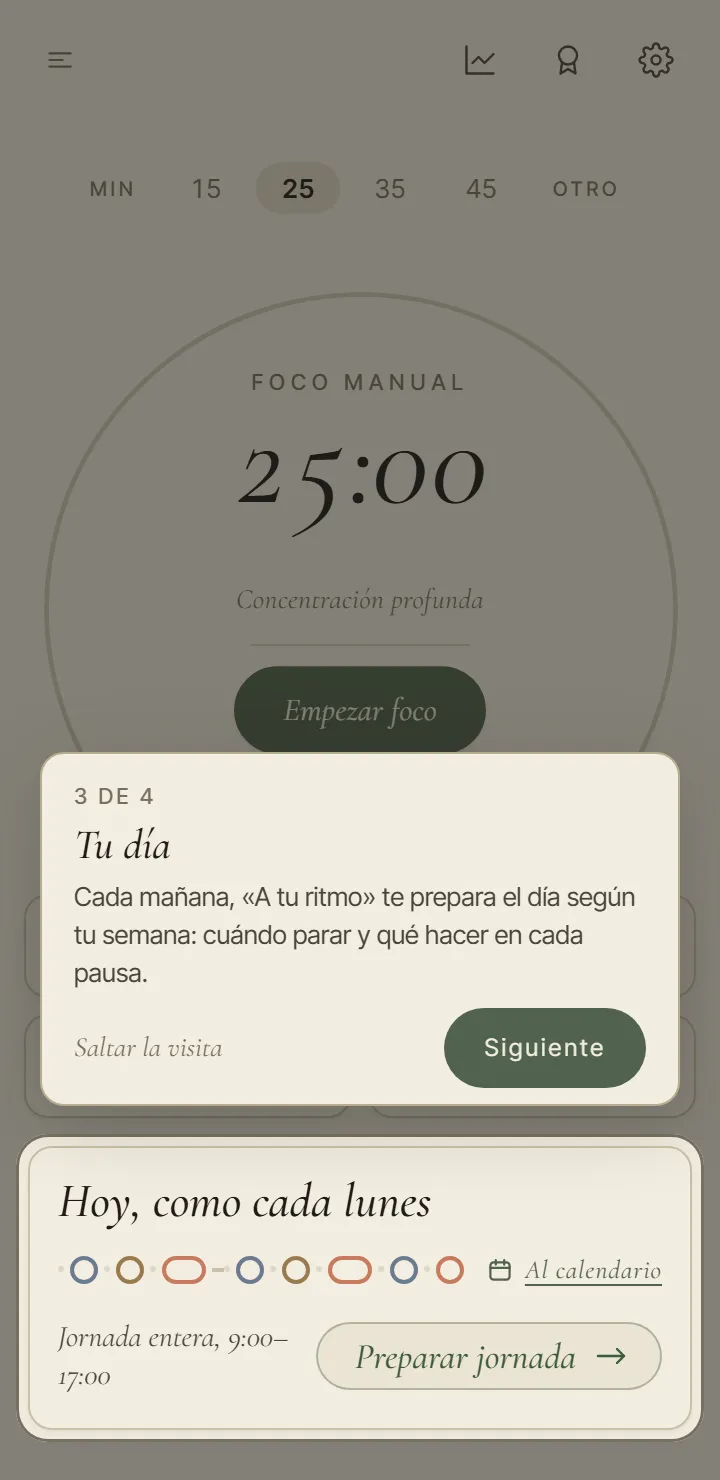 MIN 15 25 35 45 OTRO
FOCO MANUAL
25:00
Concentración profunda
Empezar foco
3 DE 4
Tu día
Cada mañana, «A tu ritmo» te prepara el día según
tu semana: cuándo parar y qué hacer en cada
pausa.
Saltar la visita
Siguiente
Hoy, como cada lunes
Al calendario
Jornada entera, 9:00–
17:00
Preparar jornada →